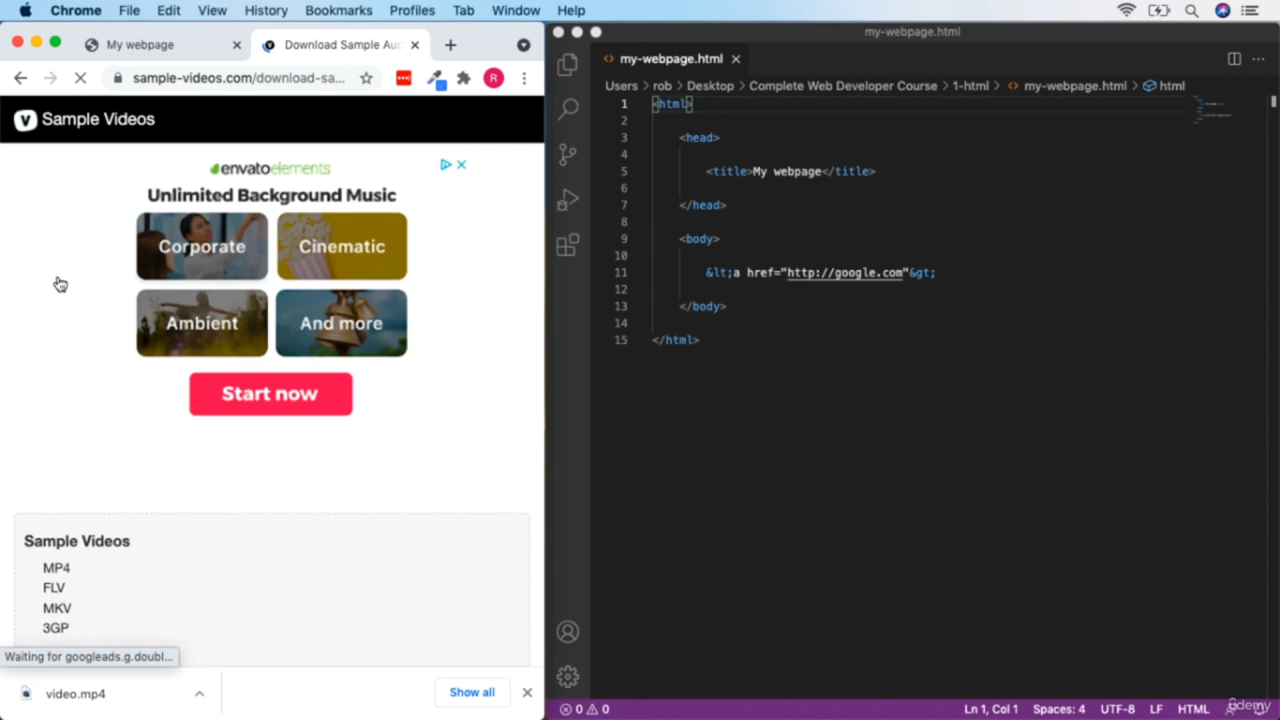 Chrome File Edit View History Bookmarks Profiles Tab Window Help
My webpage
Download Sample Au
sample-videos.com/download-sa...
R
Sample Videos
envatoelements
Unlimited Background Music
Corporate
Cinematic
Ambient
And more
Start now
Sample Videos
MP4
FLV
MKV
3GP
Waiting for googleads.g.doubl...
video.mp4
Show all
my-webpage.html
my-webpage.html
Users > rob > Desktop > Complete Web Developer Course > 1-html > my-webpage.html > html
1 <html>
2
3 <head>
4
5 <title>My webpage</title>
6
7 </head>
8
9 <body>
10
11 &lt;a href="http://google.com"&gt;
12
13 </body>
14
15 </html>
0 0 Ln 1, Col 1 Spaces: 4 UTF-8 LF HTML
ûdemy